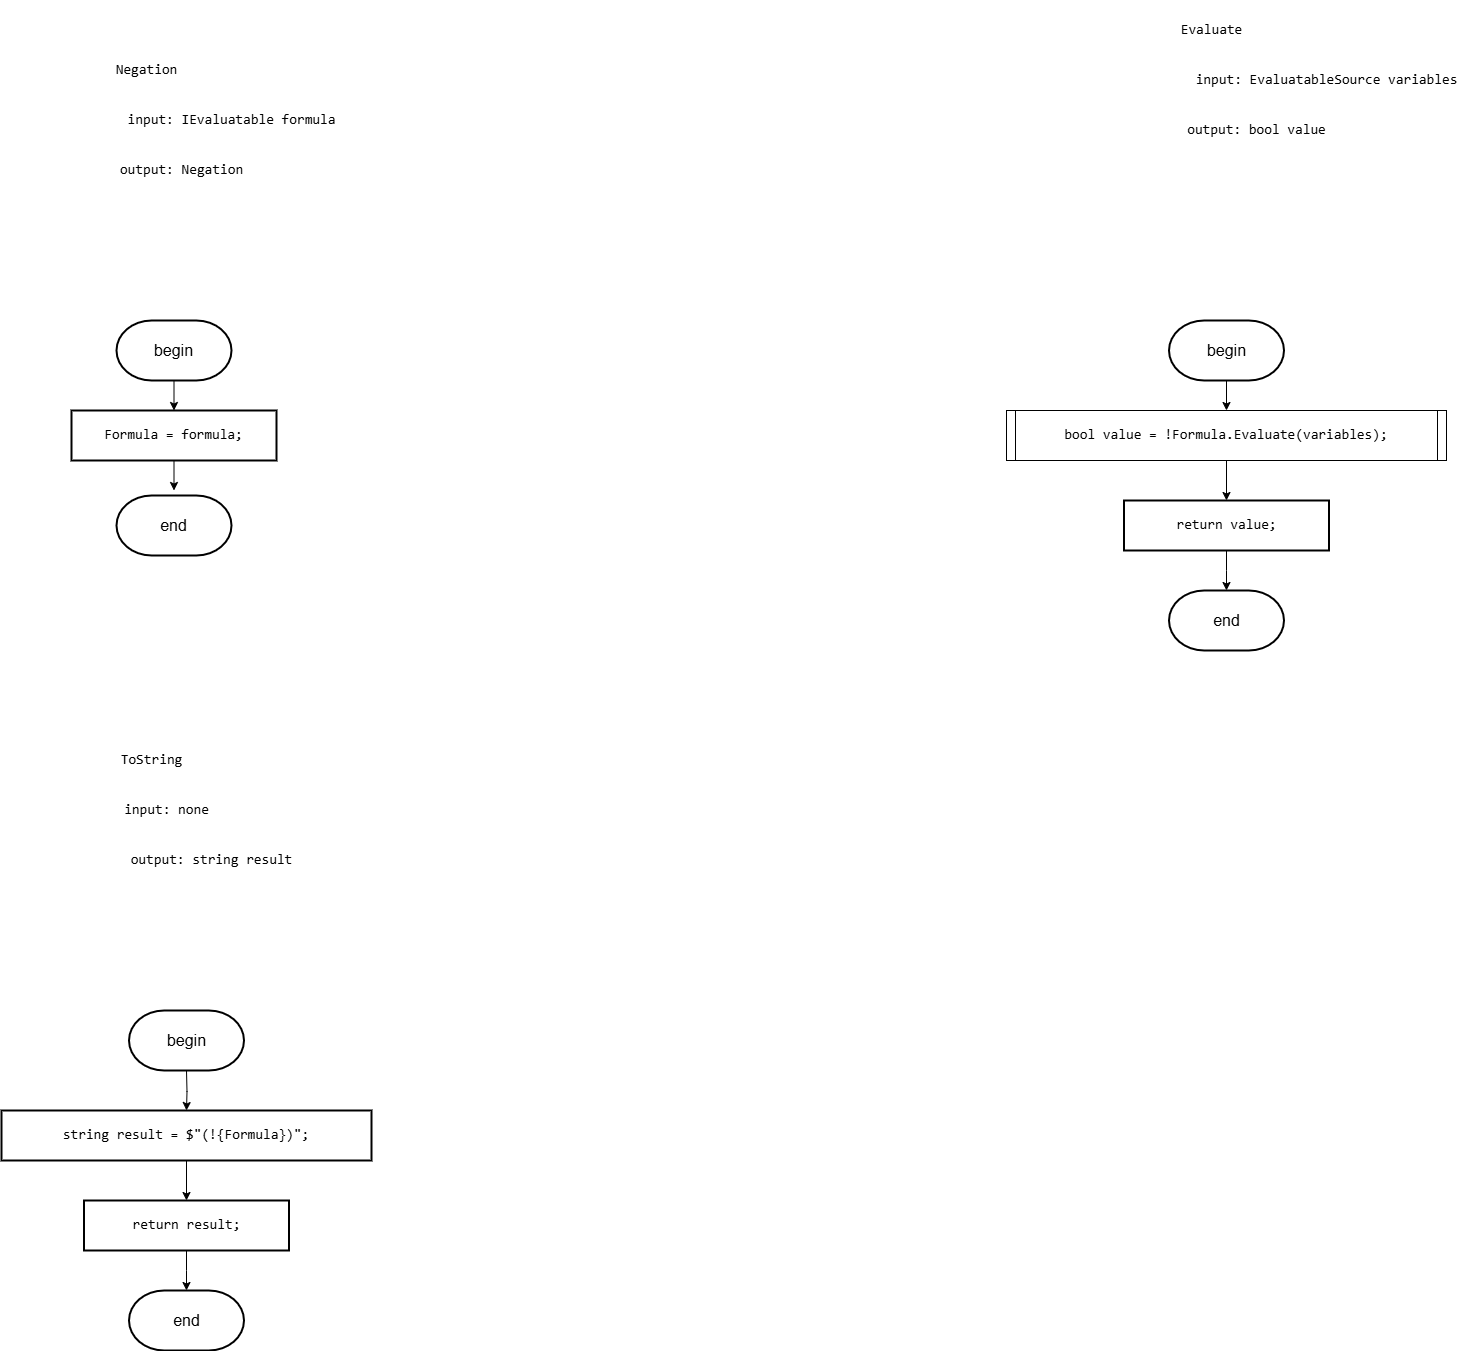 Negation
input: IEvaluatable formula
output: Negation
begin
Formula = formula;
end
Evaluate
input: EvaluatableSource variables
output: bool value
begin
bool value = !Formula.Evaluate(variables);
return value;
end
ToString
input: none
output: string result
begin
string result = $"(!{Formula})";
return result;
end